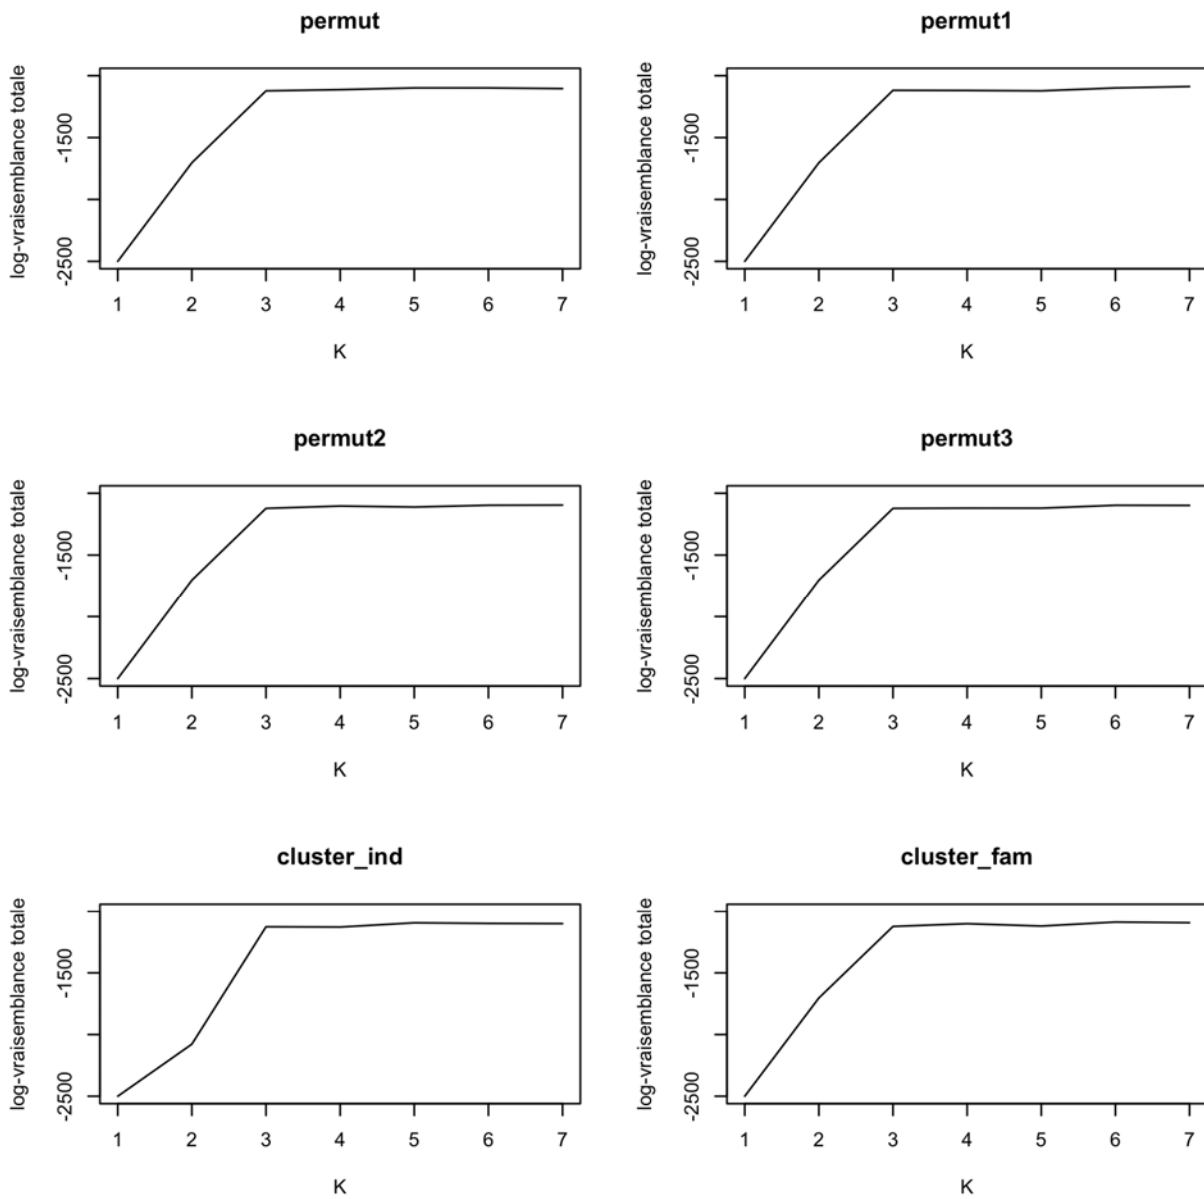 permut
log-vraisemblance totale
-1500
-2500
1 2 3 4 5 6 7
K
permut1
log-vraisemblance totale
-1500
-2500
1 2 3 4 5 6 7
K
permut2
log-vraisemblance totale
-1500
-2500
1 2 3 4 5 6 7
K
permut3
log-vraisemblance totale
-1500
-2500
1 2 3 4 5 6 7
K
cluster_ind
log-vraisemblance totale
-1500
-2500
1 2 3 4 5 6 7
K
cluster_fam
log-vraisemblance totale
-1500
-2500
1 2 3 4 5 6 7
K